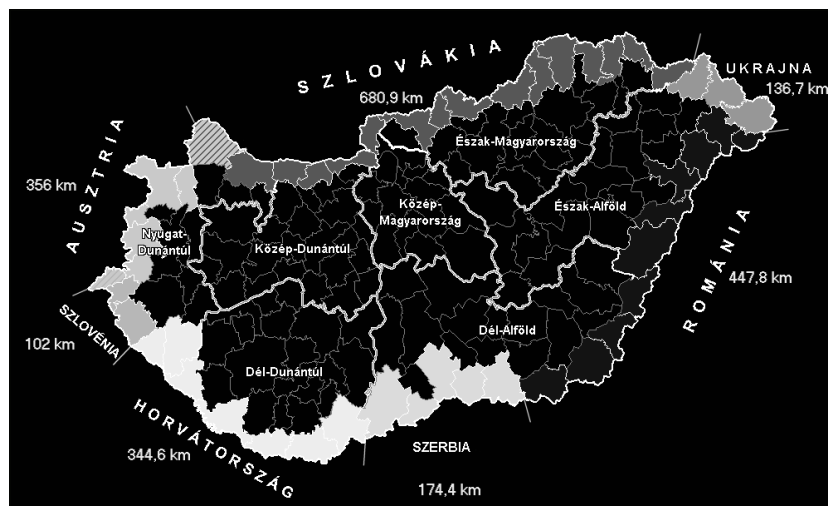 SZLOVÁKIA
680,9 km
UKRAJNA
136,7 km
AUSZTRIA
356 km
Észak-Magyarország
Közép-
Magyarország
Észak-Alföld
Nyugat-
Dunántúl
Közép-Dunántúl
ROMÁNIA
447,8 km
SZLOVÉNIA
102 km
Dél-Alföld
Dél-Dunántúl
HORVÁTORSZÁG
344,6 km
SZERBIA
174,4 km